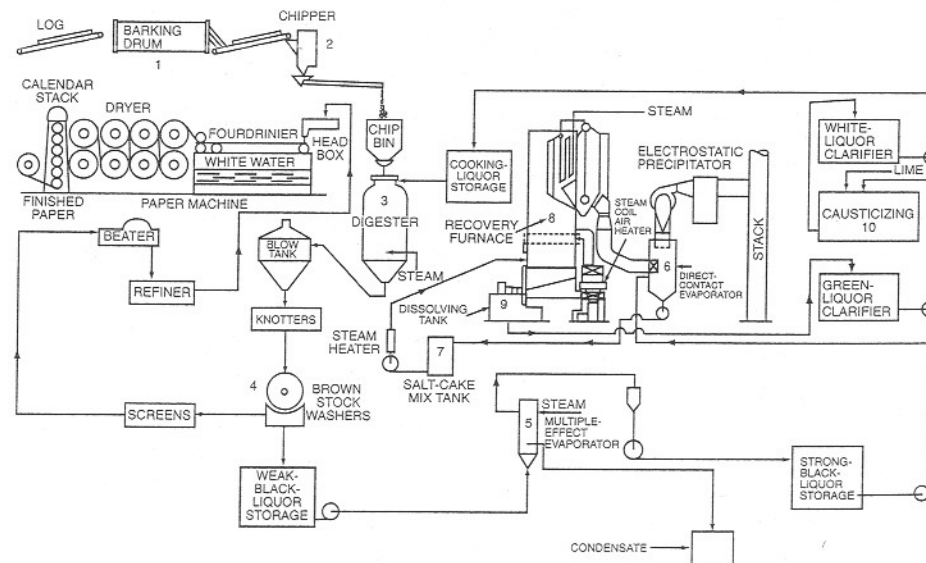 LOG
BARKING
DRUM
1
CHIPPER
2
CALENDAR
STACK
DRYER
FOURDRINIER
HEAD
BOX
WHITE WATER
FINISHED
PAPER
PAPER MACHINE
CHIP
BIN
3
DIGESTER
STEAM
COOKING-
LIQUOR
STORAGE
STEAM
RECOVERY
FURNACE
8
STEAM
COIL
AIR
HEATER
ELECTROSTATIC
PRECIPITATOR
STACK
6
DIRECT-
CONTACT
EVAPORATOR
WHITE-
LIQUOR
CLARIFIER
LIME
CAUSTICIZING
10
GREEN-
LIQUOR
CLARIFIER
BEATER
REFINER
BLOW
TANK
KNOTTERS
9
DISSOLVING
TANK
STEAM
HEATER
7
SALT-CAKE
MIX TANK
4
BROWN
STOCK
WASHERS
SCREENS
WEAK-
BLACK-
LIQUOR
STORAGE
5
STEAM
MULTIPLE-
EFFECT
EVAPORATOR
STRONG-
BLACK-
LIQUOR
STORAGE
CONDENSATE